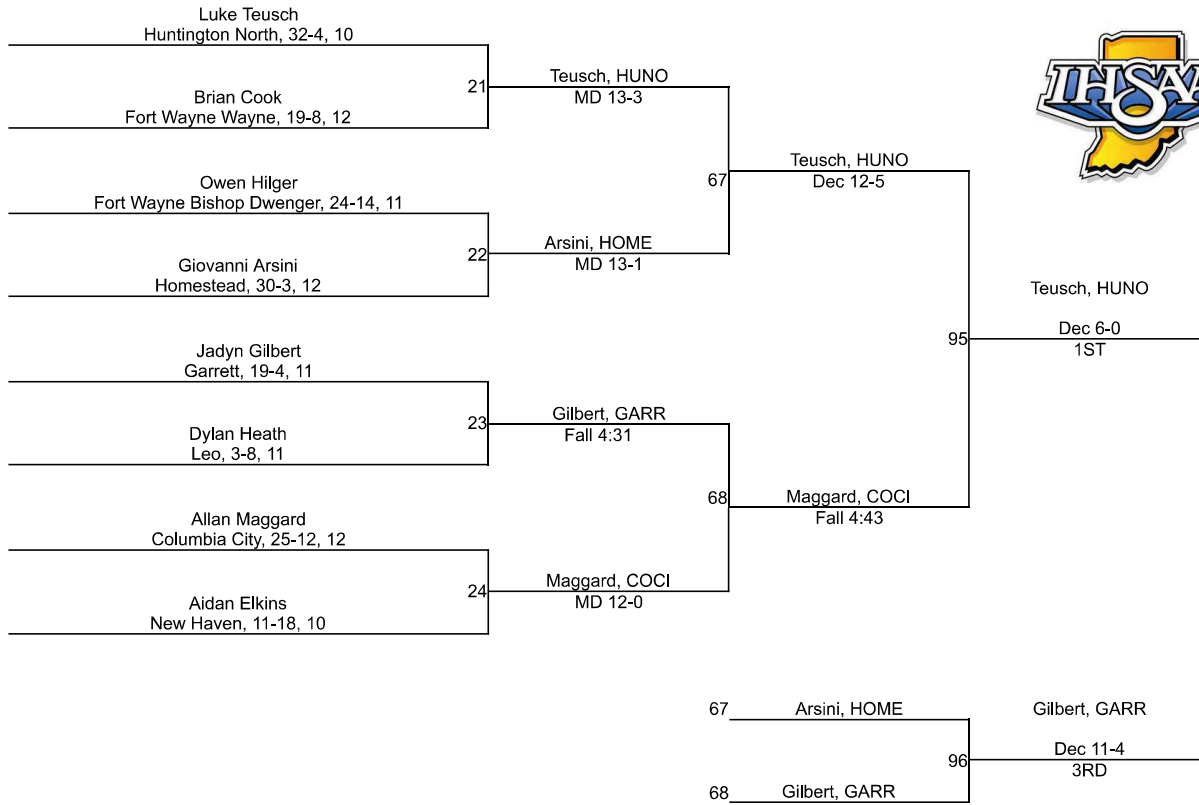 Luke Teusch
Huntington North, 32-4, 10
Brian Cook
Fort Wayne Wayne, 19-8, 12
21
Teusch, HUNO
MD 13-3
Owen Hilger
Fort Wayne Bishop Dwenger, 24-14, 11
Giovanni Arsini
Homestead, 30-3, 12
22
Arsini, HOME
MD 13-1
67
Teusch, HUNO
Dec 12-5
Jadyn Gilbert
Garrett, 19-4, 11
Dylan Heath
Leo, 3-8, 11
23
Gilbert, GARR
Fall 4:31
Allan Maggard
Columbia City, 25-12, 12
Aidan Elkins
New Haven, 11-18, 10
24
Maggard, COCI
MD 12-0
68
Maggard, COCI
Fall 4:43
95
Teusch, HUNO
Dec 6-0
1ST
IHSAA
67
Arsini, HOME
68
Gilbert, GARR
96
Gilbert, GARR
Dec 11-4
3RD